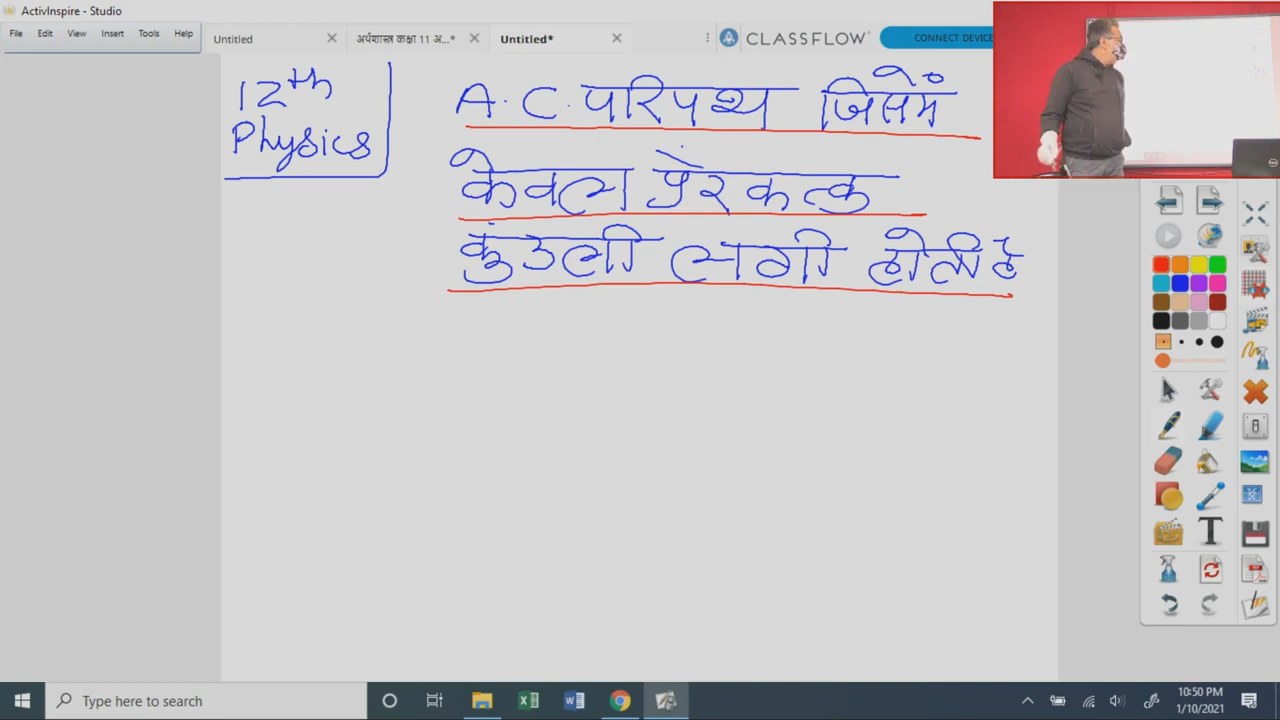 ActivInspire - Studio
File Edit View Insert Tools Help
Untitled
अर्थशास्त्र कक्षा 11 अ...*
Untitled*
CLASSFLOW
CONNECT DEVICE
12th
Physics
A.C. परिपथ जिसमें
केवल प्रेरकत्व
कुंडली लगी होती है
T
Type here to search
10:50 PM
1/10/2021